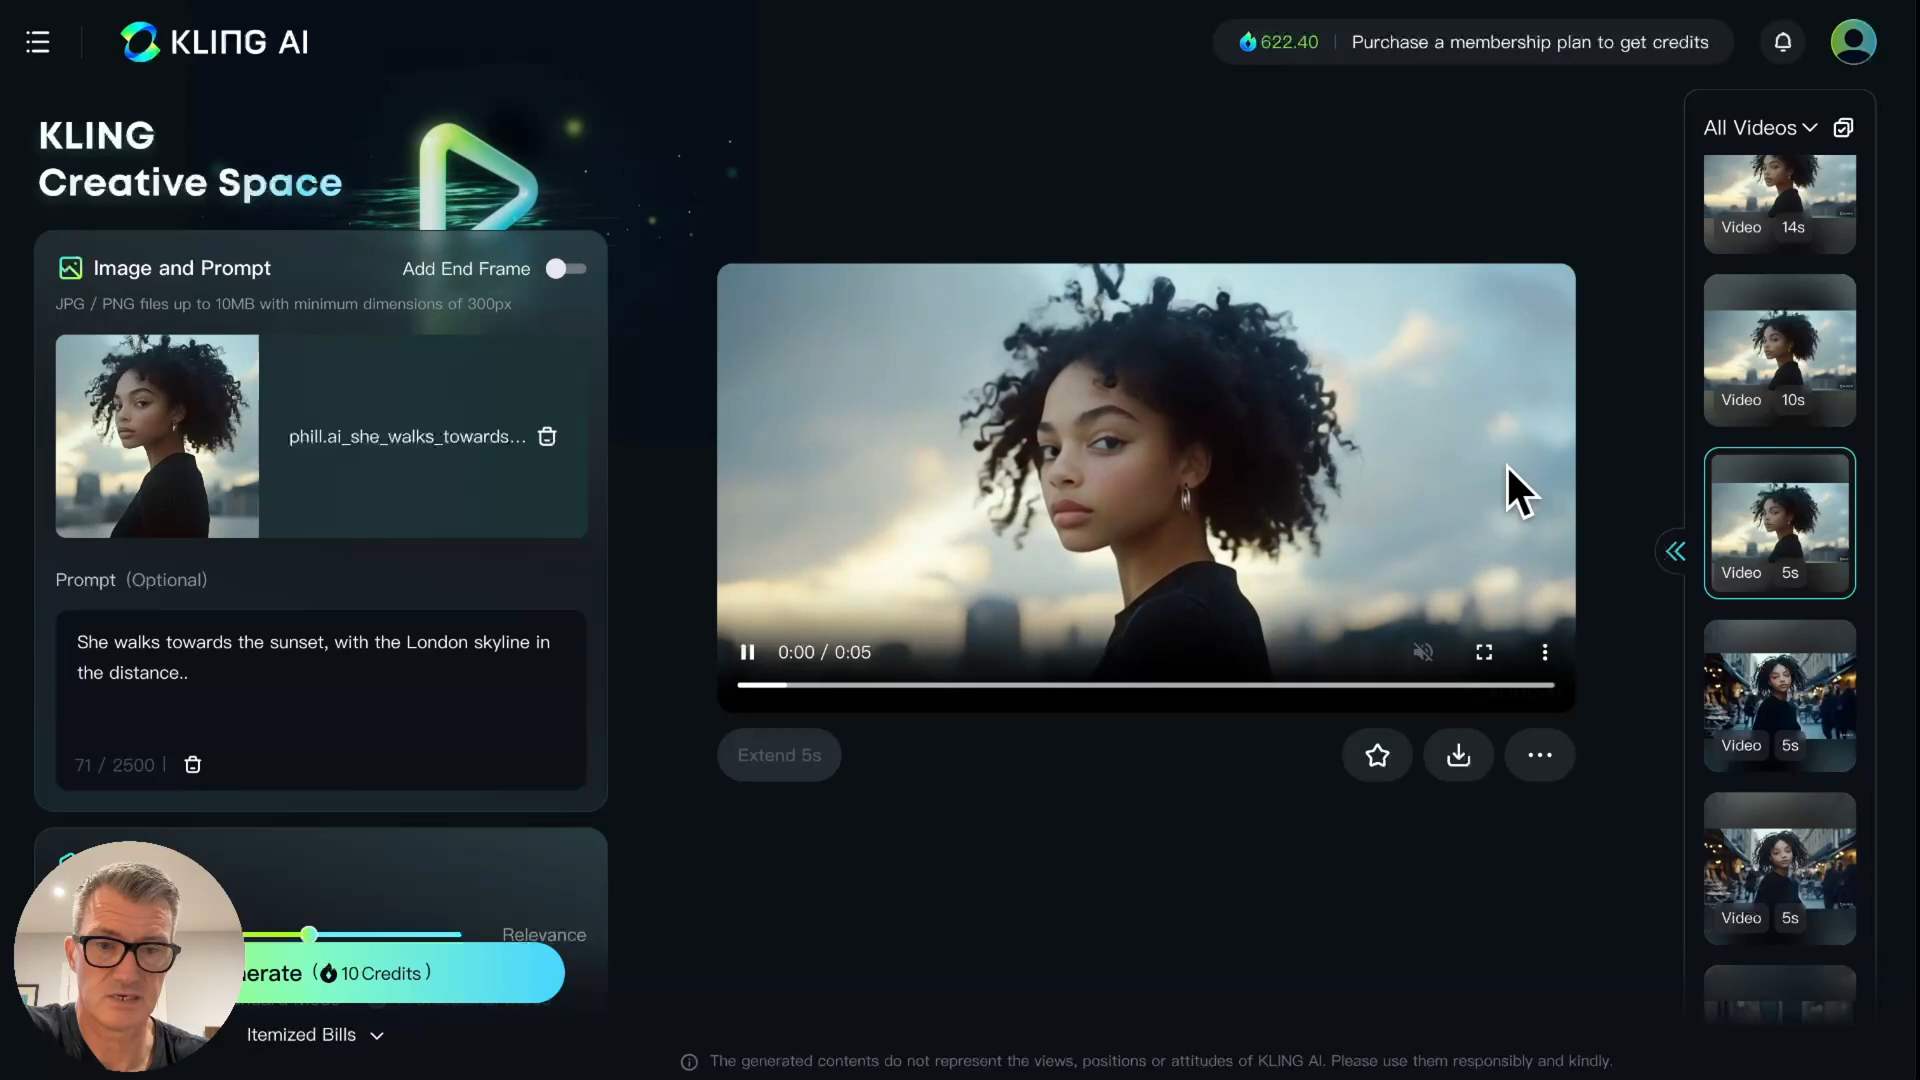 KLING AI
622.40
Purchase a membership plan to get credits
KLING
Creative Space
All Videos
Video 14s
Image and Prompt
Add End Frame
JPG / PNG files up to 10MB with minimum dimensions of 300px
Video 10s
phill.ai_she_walks_towards...
Video 5s
Prompt (Optional)
She walks towards the sunset, with the London skyline in
the distance..
0:00 / 0:05
Video 5s
71 / 2500
Extend 5s
Video 5s
Relevance
erate ( 10 Credits )
Itemized Bills
The generated contents do not represent the views, positions or attitudes of KLING AI. Please use them responsibly and kindly.